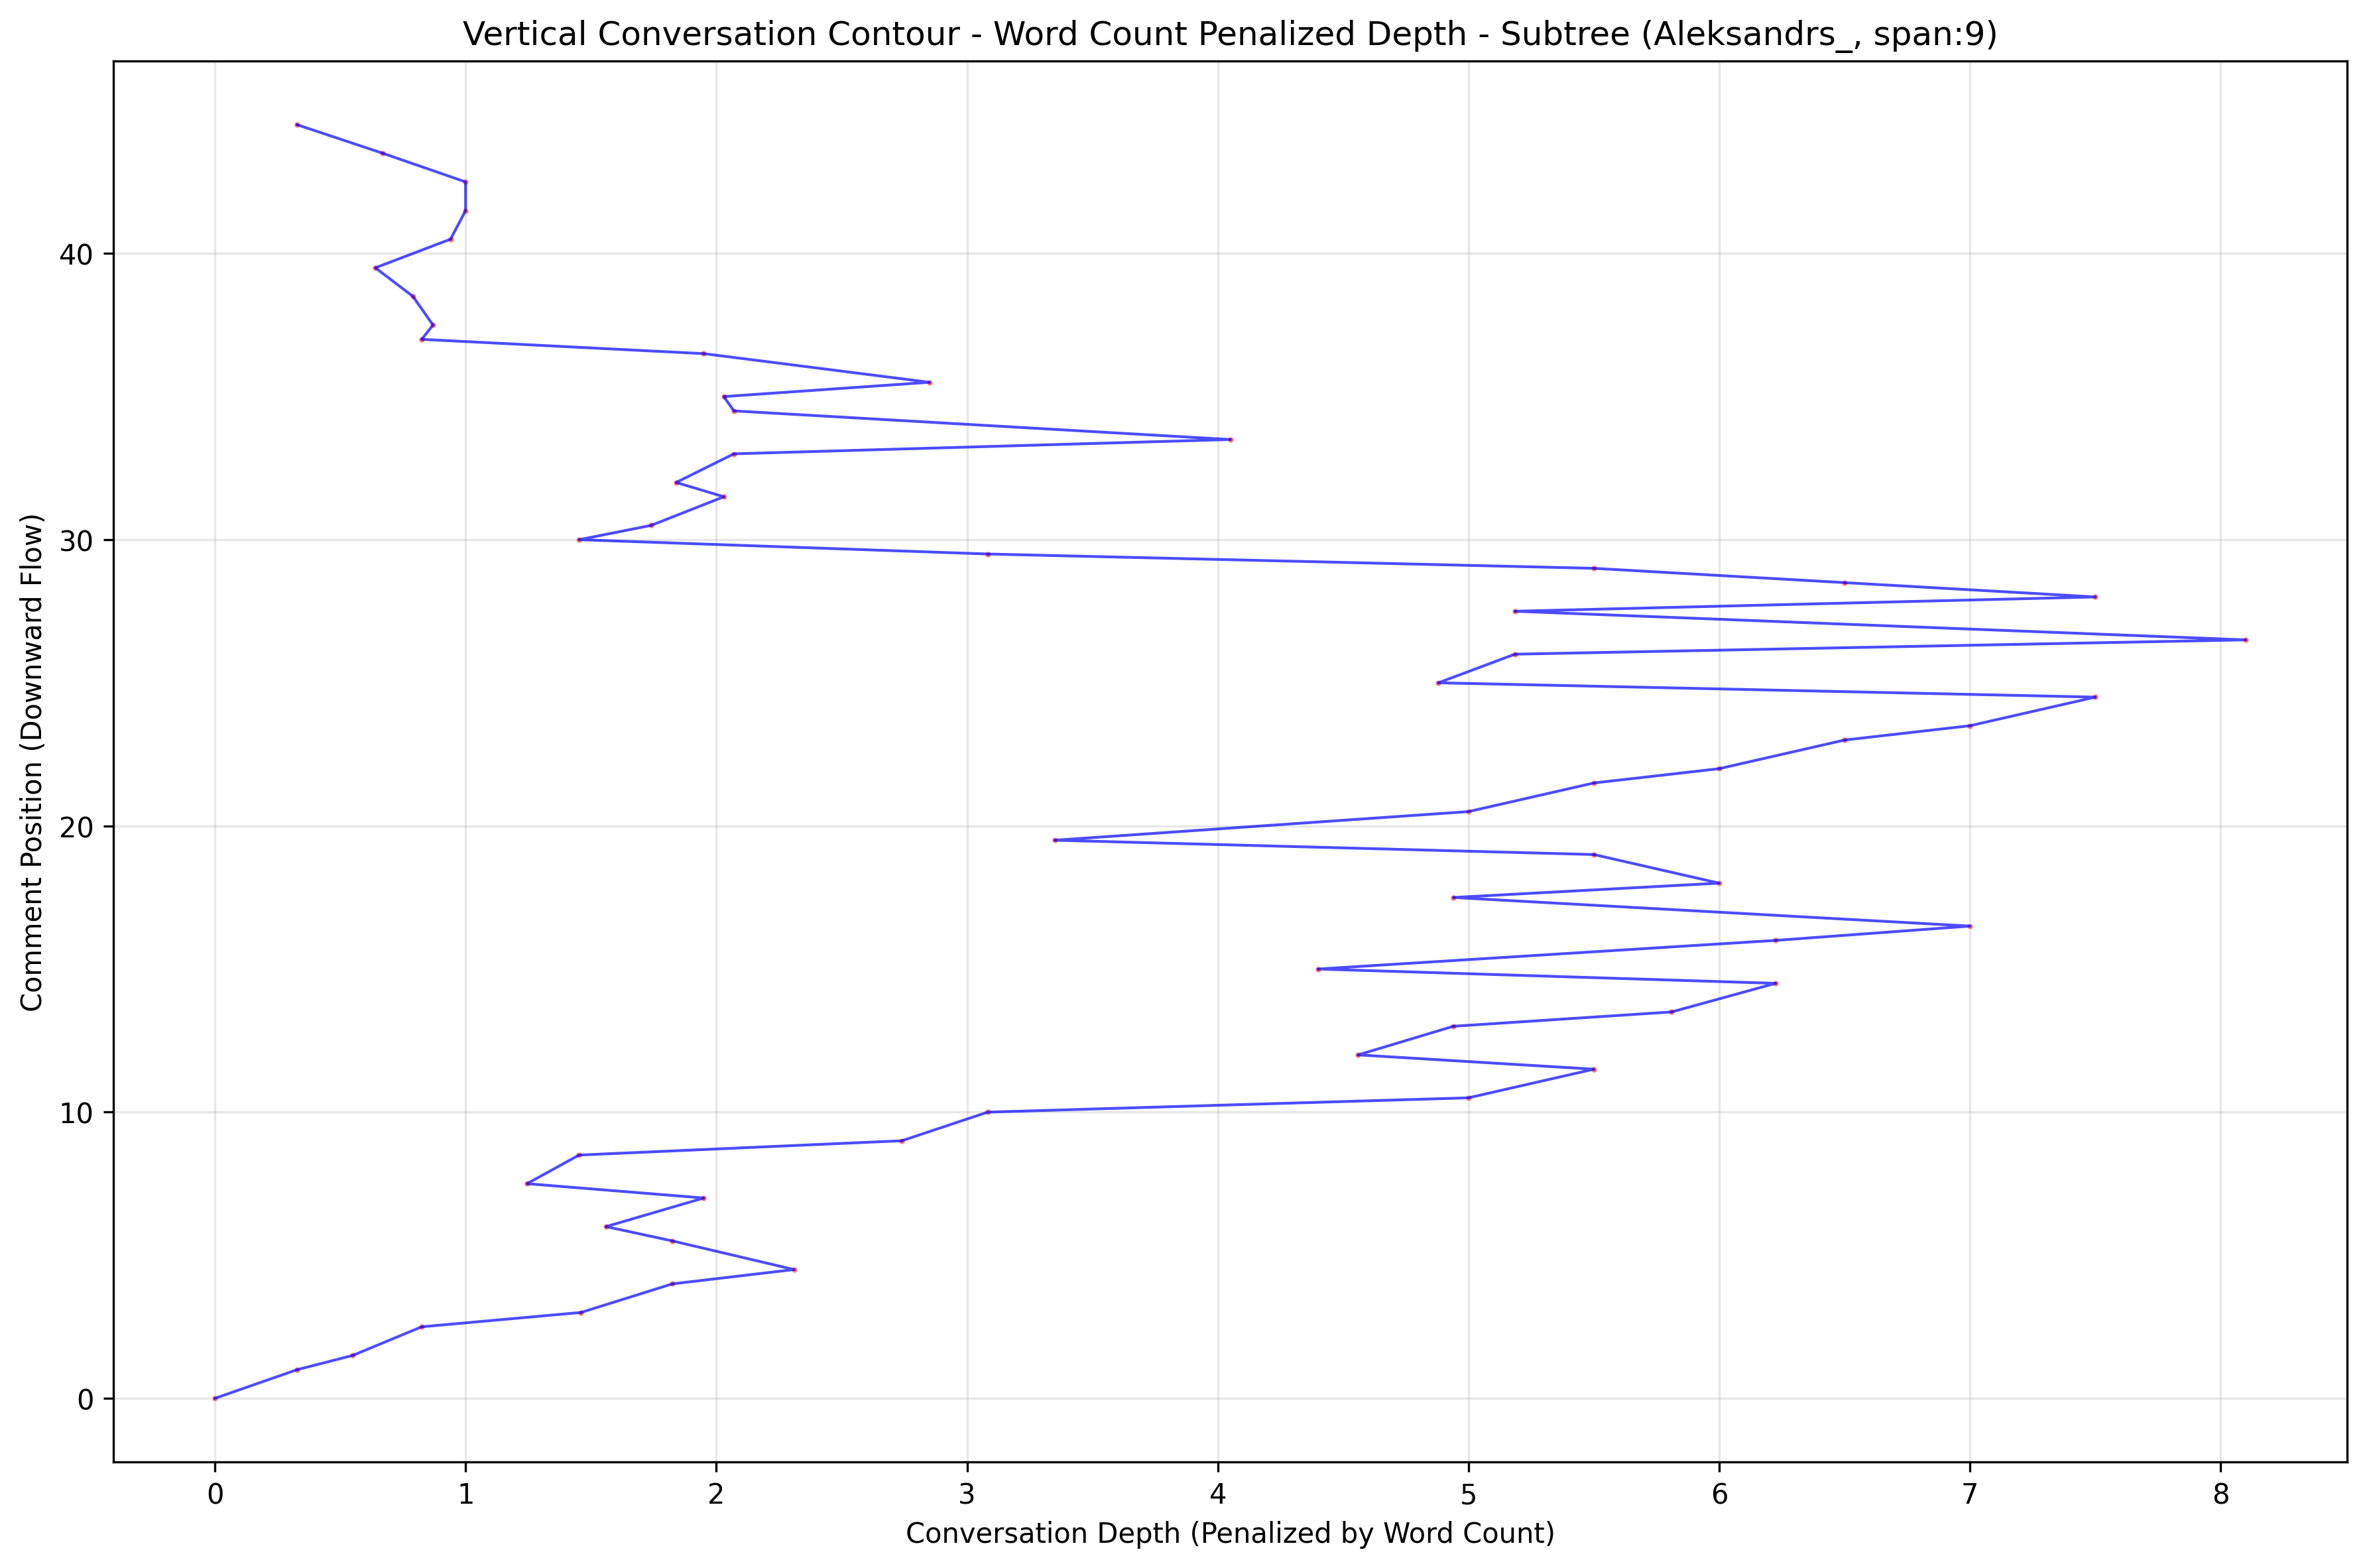 Vertical Conversation Contour - Word Count Penalized Depth - Subtree (Aleksandrs_, span:9)
Comment Position (Downward Flow)
40
30
20
10
0
0 1 2 3 4 5 6 7 8
Conversation Depth (Penalized by Word Count)